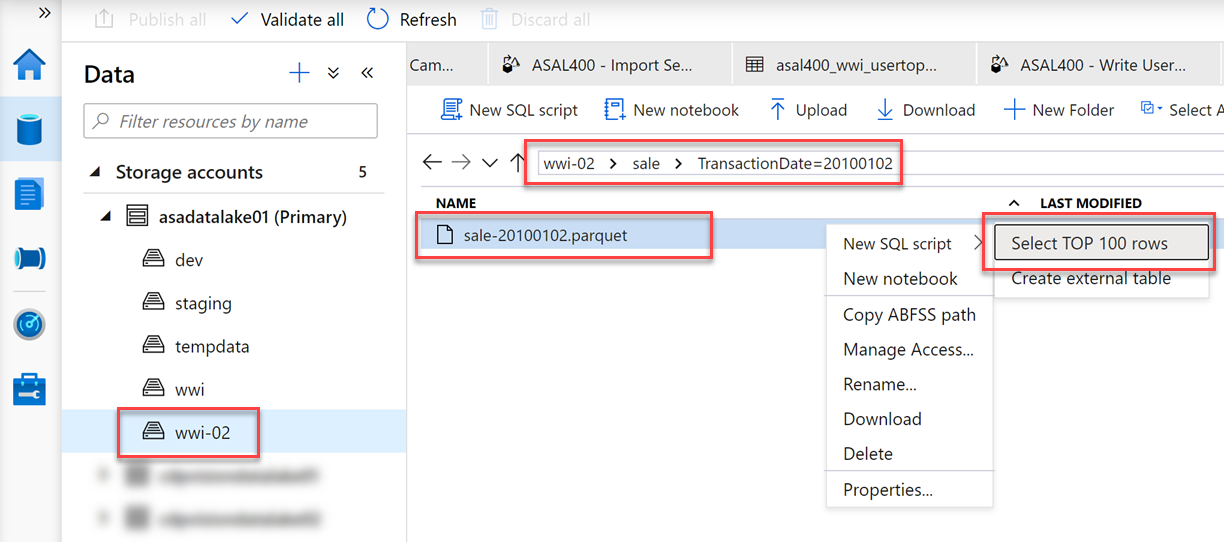 »
Publish all
Validate all
Refresh
Discard all
Data
Filter resources by name
Storage accounts 5
asadatalake01 (Primary)
dev
staging
tempdata
wwi
wwi-02
Cam...
ASAL400 - Import Se...
asal400_wwi_usertop...
ASAL400 - Write User...
New SQL script
New notebook
Upload
Download
New Folder
Select A
wwi-02 > sale > TransactionDate=20100102
NAME
LAST MODIFIED
sale-20100102.parquet
New SQL script
New notebook
Copy ABFSS path
Manage Access...
Rename...
Download
Delete
Properties...
Select TOP 100 rows
Create external table